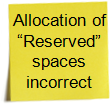 Allocation of
“Reserved”
spaces
incorrect